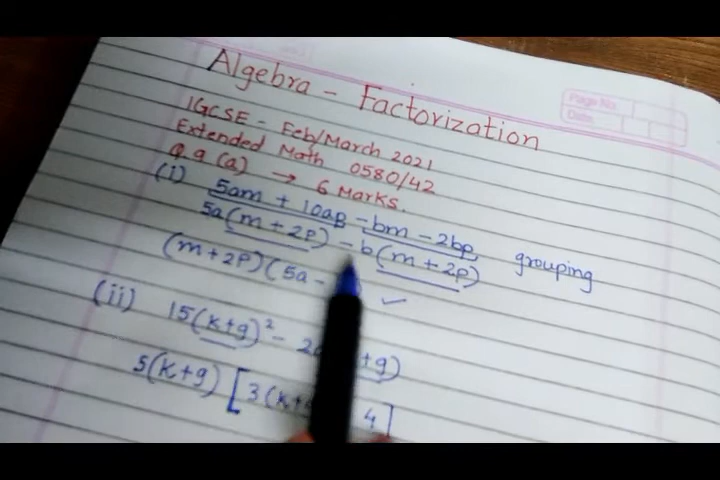 Page No.
Date
Algebra - Factorization
IGCSE - Feb/March 2021
Extended Math 0580/42
Q.9 (a) → 6 Marks.
(i) 5am + 10ap - bm - 2bp
5a(m + 2p) - b(m + 2p) grouping
(m + 2p)(5a - ✓
(ii) 15(k+g)² - 2 +g)
5(k+g) [3(k+ 4]